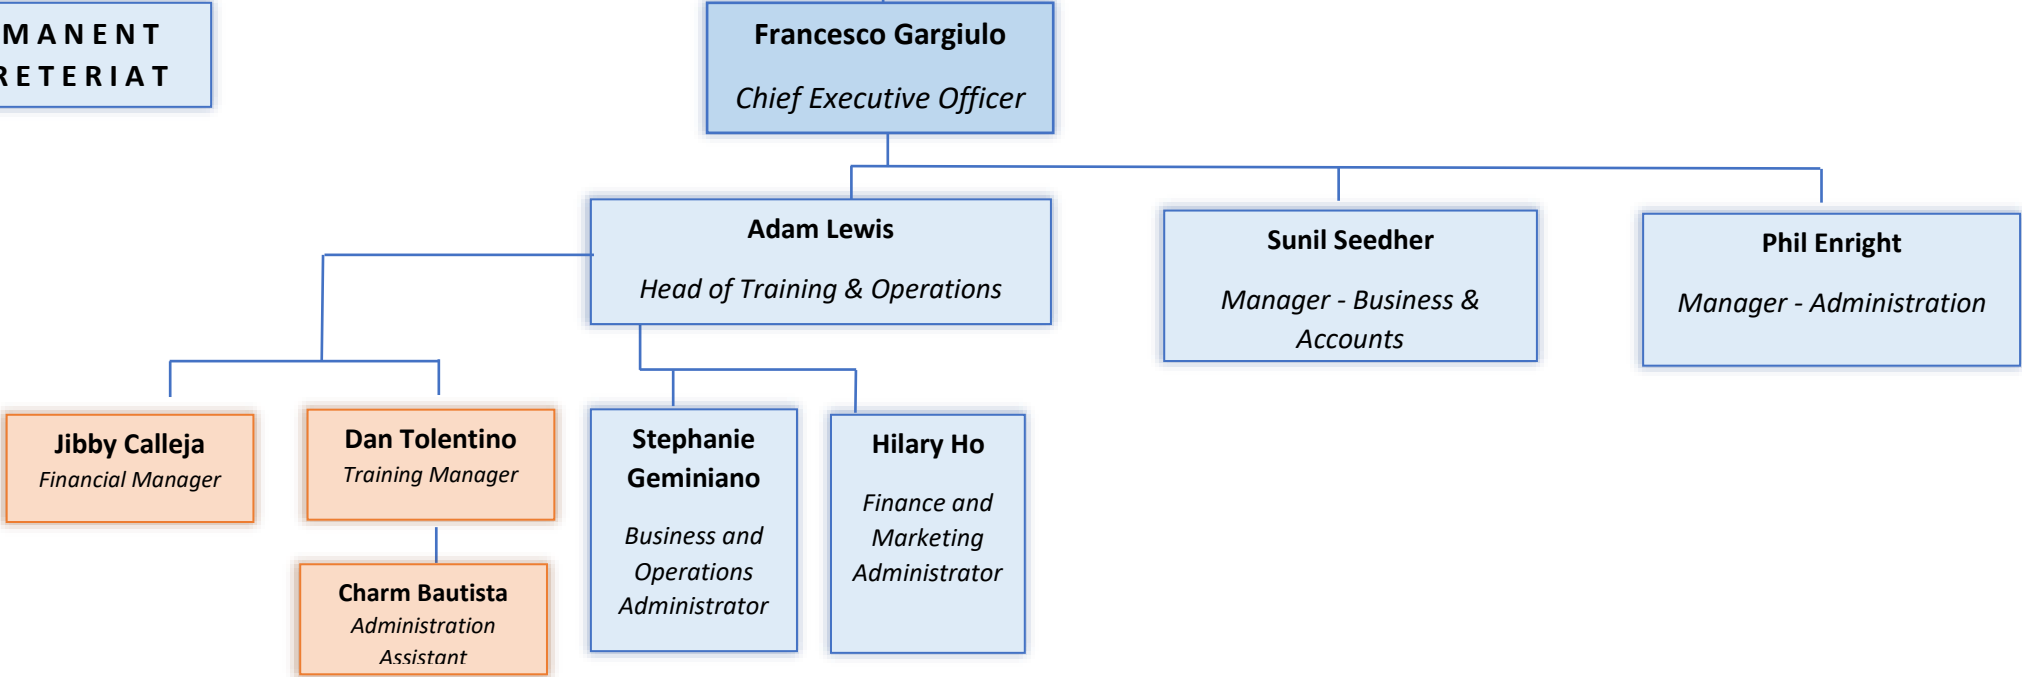 MANENT
RETERIAT
Francesco Gargiulo
Chief Executive Officer
Adam Lewis
Head of Training & Operations
Sunil Seedher
Manager - Business &
Accounts
Phil Enright
Manager - Administration
Jibby Calleja
Financial Manager
Dan Tolentino
Training Manager
Charm Bautista
Administration
Assistant
Stephanie
Geminiano
Business and
Operations
Administrator
Hilary Ho
Finance and
Marketing
Administrator